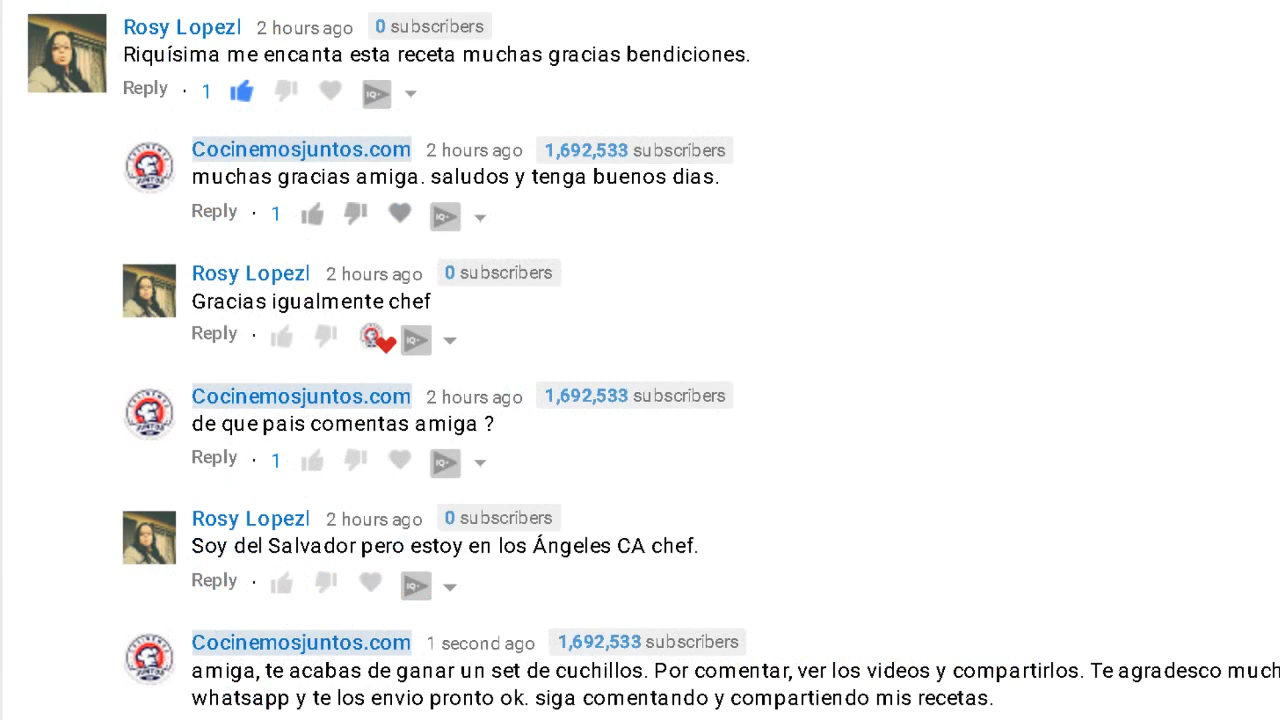 Rosy Lopezl 2 hours ago 0 subscribers
Riquísima me encanta esta receta muchas gracias bendiciones.
Reply · 1 IQ+
Cocinemosjuntos.com 2 hours ago 1,692,533 subscribers
muchas gracias amiga. saludos y tenga buenos dias.
Reply · 1 IQ+
Rosy Lopezl 2 hours ago 0 subscribers
Gracias igualmente chef
Reply · IQ+
Cocinemosjuntos.com 2 hours ago 1,692,533 subscribers
de que pais comentas amiga ?
Reply · 1 IQ+
Rosy Lopezl 2 hours ago 0 subscribers
Soy del Salvador pero estoy en los Ángeles CA chef.
Reply · IQ+
Cocinemosjuntos.com 1 second ago 1,692,533 subscribers
amiga, te acabas de ganar un set de cuchillos. Por comentar, ver los videos y compartirlos. Te agradesco much
whatsapp y te los envio pronto ok. siga comentando y compartiendo mis recetas.